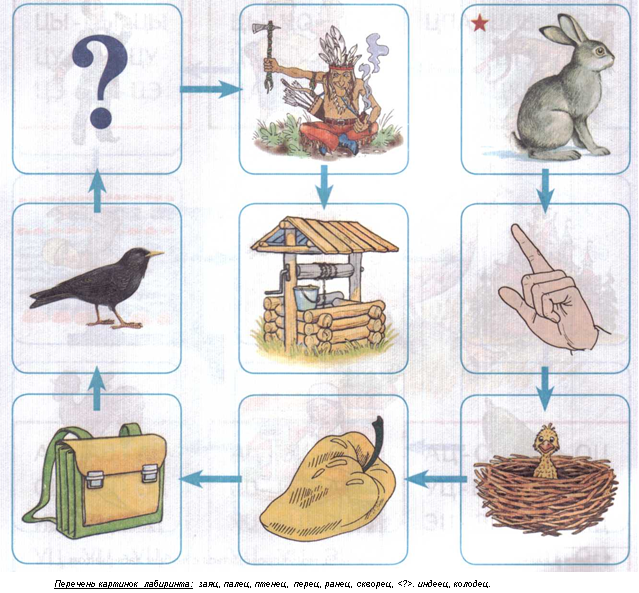 ?
Перечень картинок лабиринта: заяц, палец, птенец, перец, ранец, скворец, <?>. индеец, колодец.